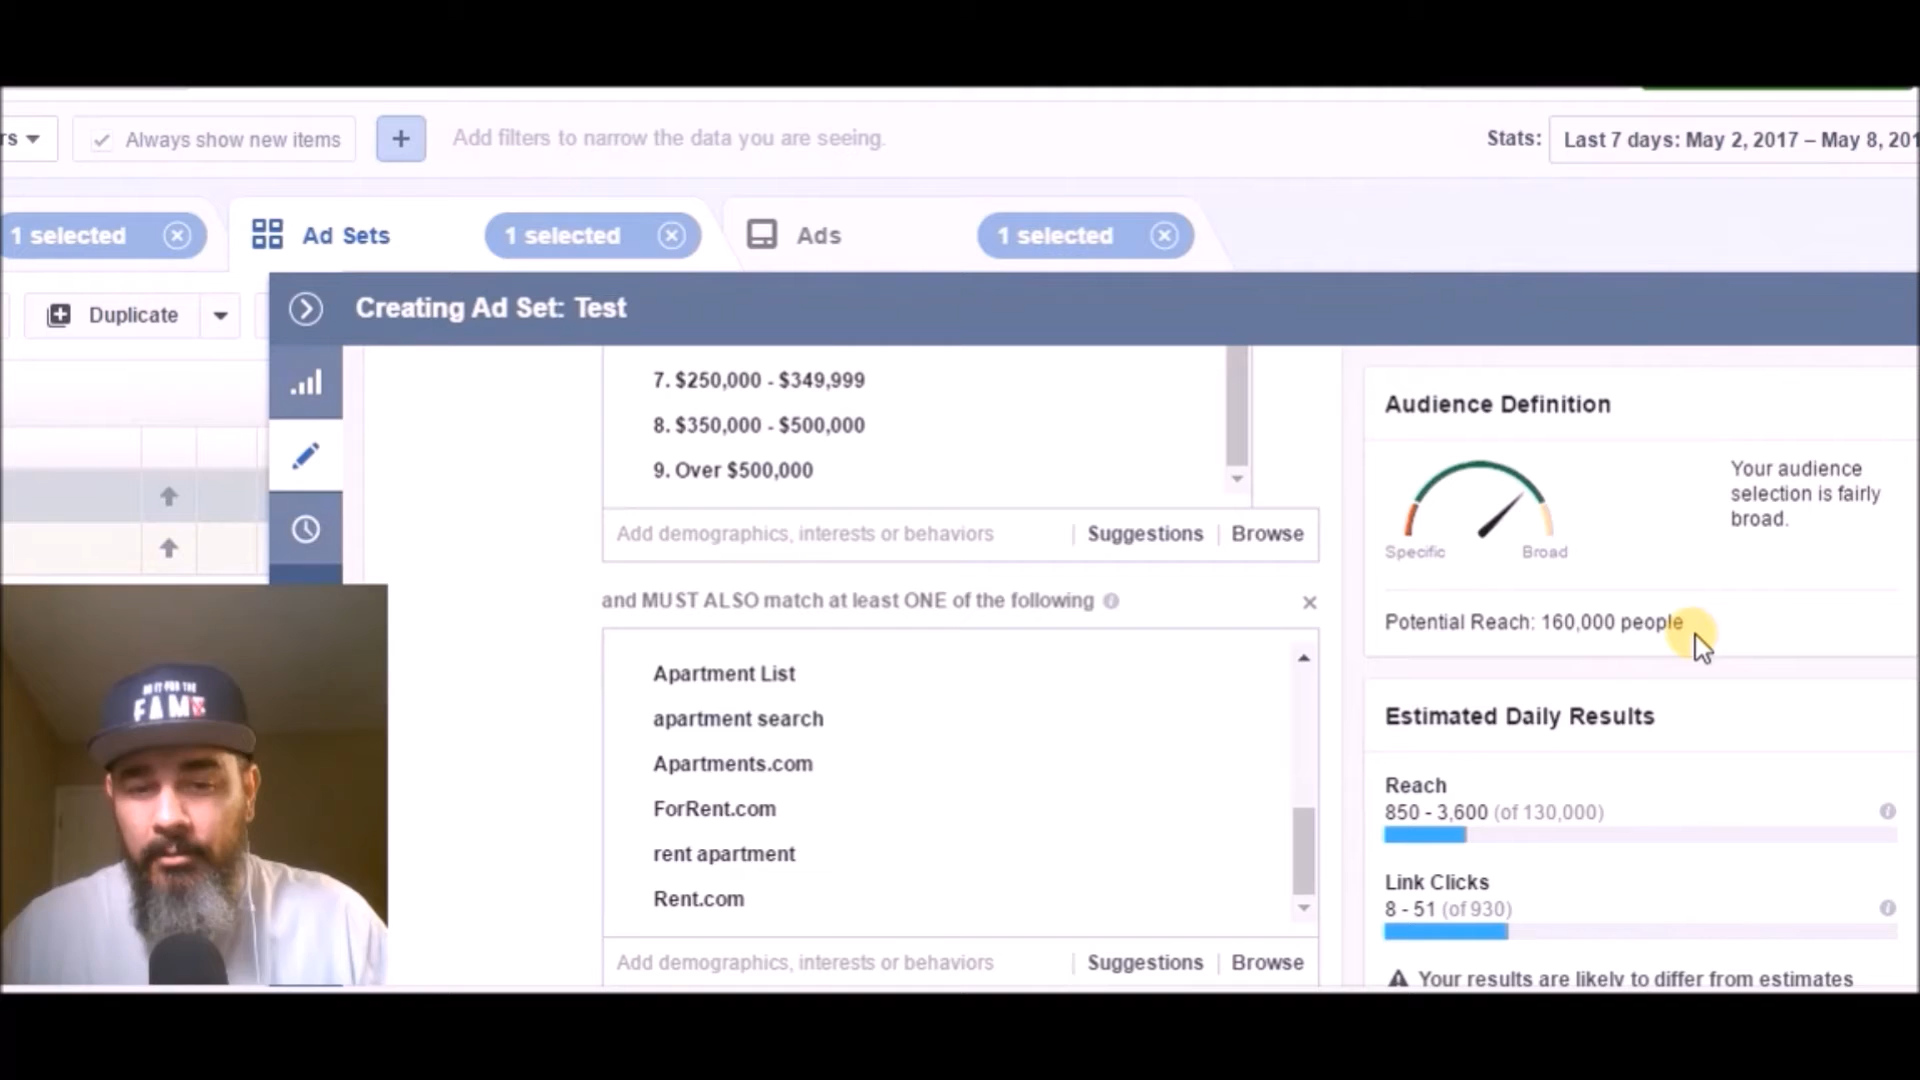 rs
Always show new items
+
Add filters to narrow the data you are seeing.
Stats:
Last 7 days: May 2, 2017 – May 8, 201
1 selected
Ad Sets
1 selected
Ads
1 selected
Duplicate
Creating Ad Set: Test
7. $250,000 - $349,999
8. $350,000 - $500,000
9. Over $500,000
Add demographics, interests or behaviors
Suggestions
Browse
and MUST ALSO match at least ONE of the following
Apartment List
apartment search
Apartments.com
ForRent.com
rent apartment
Rent.com
Add demographics, interests or behaviors
Suggestions
Browse
Audience Definition
Your audience
selection is fairly
broad.
Specific
Broad
Potential Reach: 160,000 people
Estimated Daily Results
Reach
850 - 3,600 (of 130,000)
Link Clicks
8 - 51 (of 930)
Your results are likely to differ from estimates
DO IT FOR THE
FAME